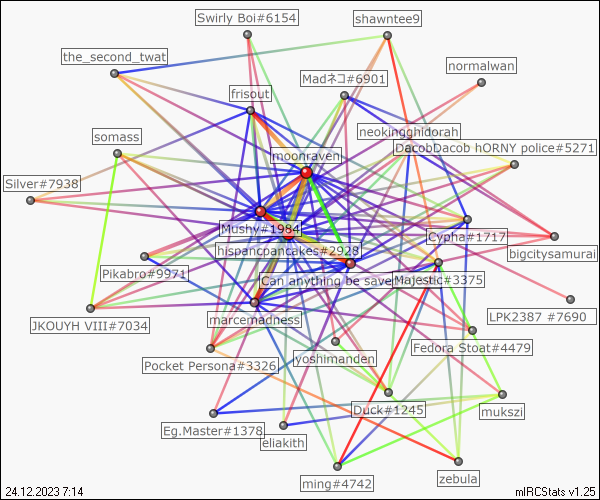 Swirly Boi#6154
shawntee9
the_second_twat
normalwan
Madネコ#6901
frisout
neokingghidorah
somass
DacobDacob hORNY police#5271
moonraven
Silver#7938
Mushy#1984
Cypha#1717
hispancpancakes#2928
bigcitysamurai
Pikabro#9971
Can anything be save
Majestic#3375
LPK2387 #7690
JKOUYH VIII#7034
marcemadness
Fedora Stoat#4479
Pocket Persona#3326
yoshimanden
Duck#1245
mukszi
Eg.Master#1378
eliakith
zebula
ming#4742
24.12.2023 7:14
mIRCStats v1.25